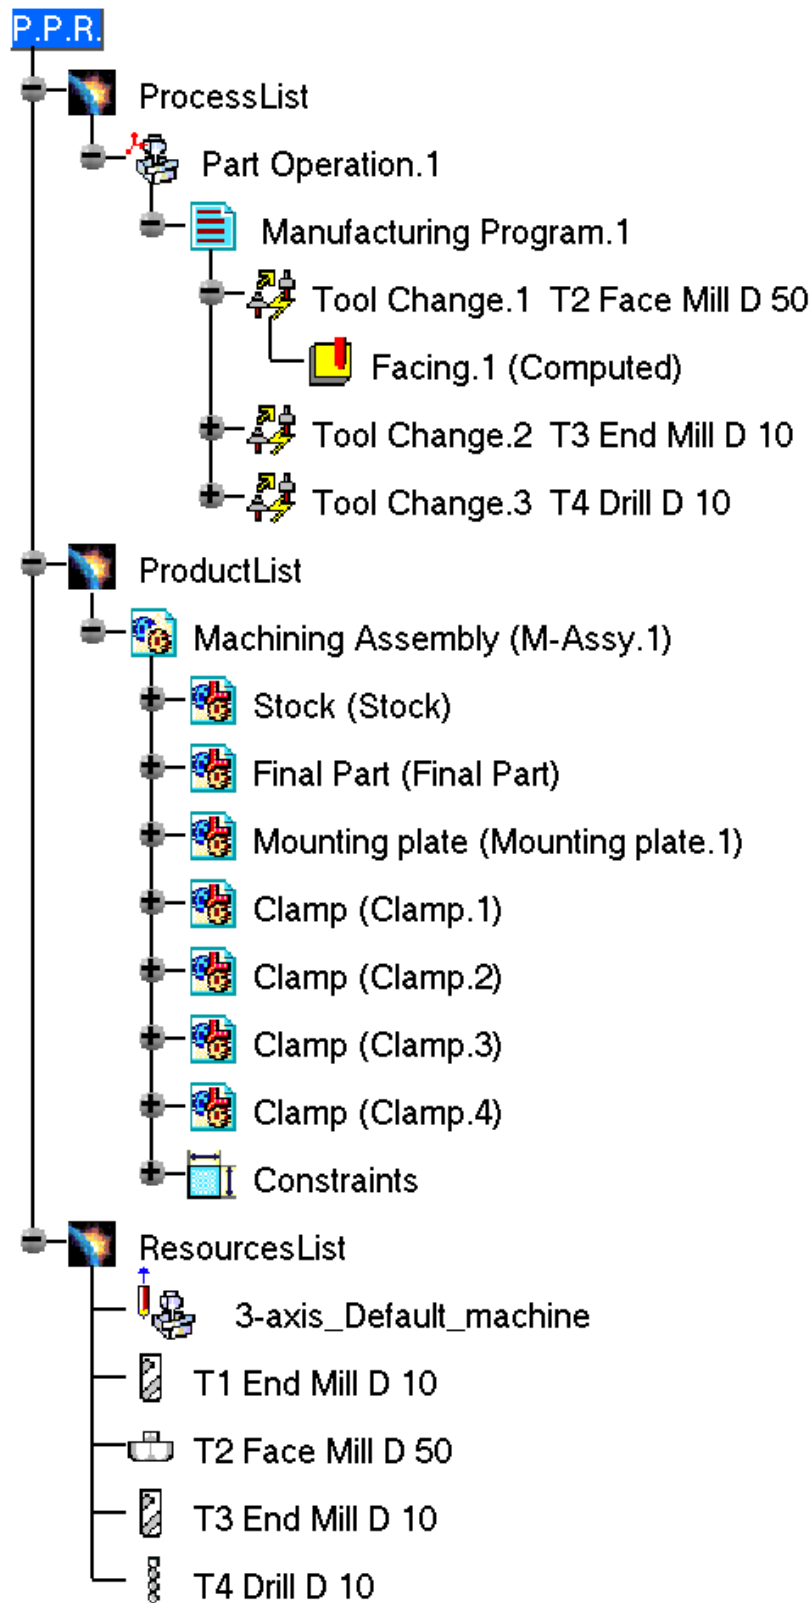 P.P.R.
ProcessList
Part Operation.1
Manufacturing Program.1
Tool Change.1  T2 Face Mill D 50
Facing.1 (Computed)
Tool Change.2  T3 End Mill D 10
Tool Change.3  T4 Drill D 10
ProductList
Machining Assembly (M-Assy.1)
Stock (Stock)
Final Part (Final Part)
Mounting plate (Mounting plate.1)
Clamp (Clamp.1)
Clamp (Clamp.2)
Clamp (Clamp.3)
Clamp (Clamp.4)
Constraints
ResourcesList
3-axis_Default_machine
T1 End Mill D 10
T2 Face Mill D 50
T3 End Mill D 10
T4 Drill D 10